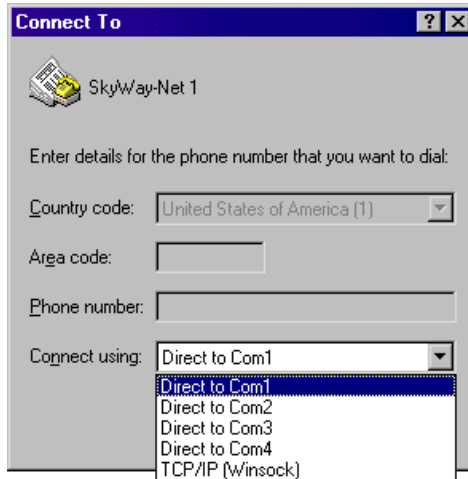 Connect To
SkyWay-Net 1
Enter details for the phone number that you want to dial:
Country code: United States of America (1)
Area code:
Phone number:
Connect using: Direct to Com1
Direct to Com1
Direct to Com2
Direct to Com3
Direct to Com4
TCP/IP (Winsock)